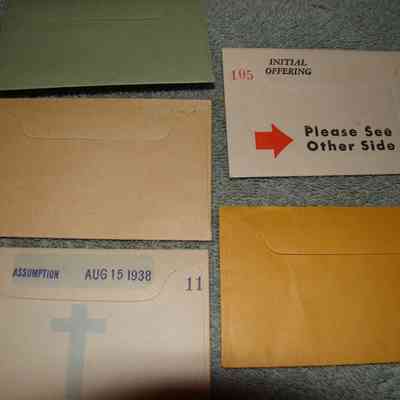 INITIAL
OFFERING
105
Please See
Other Side
ASSUMPTION AUG 15 1938
11